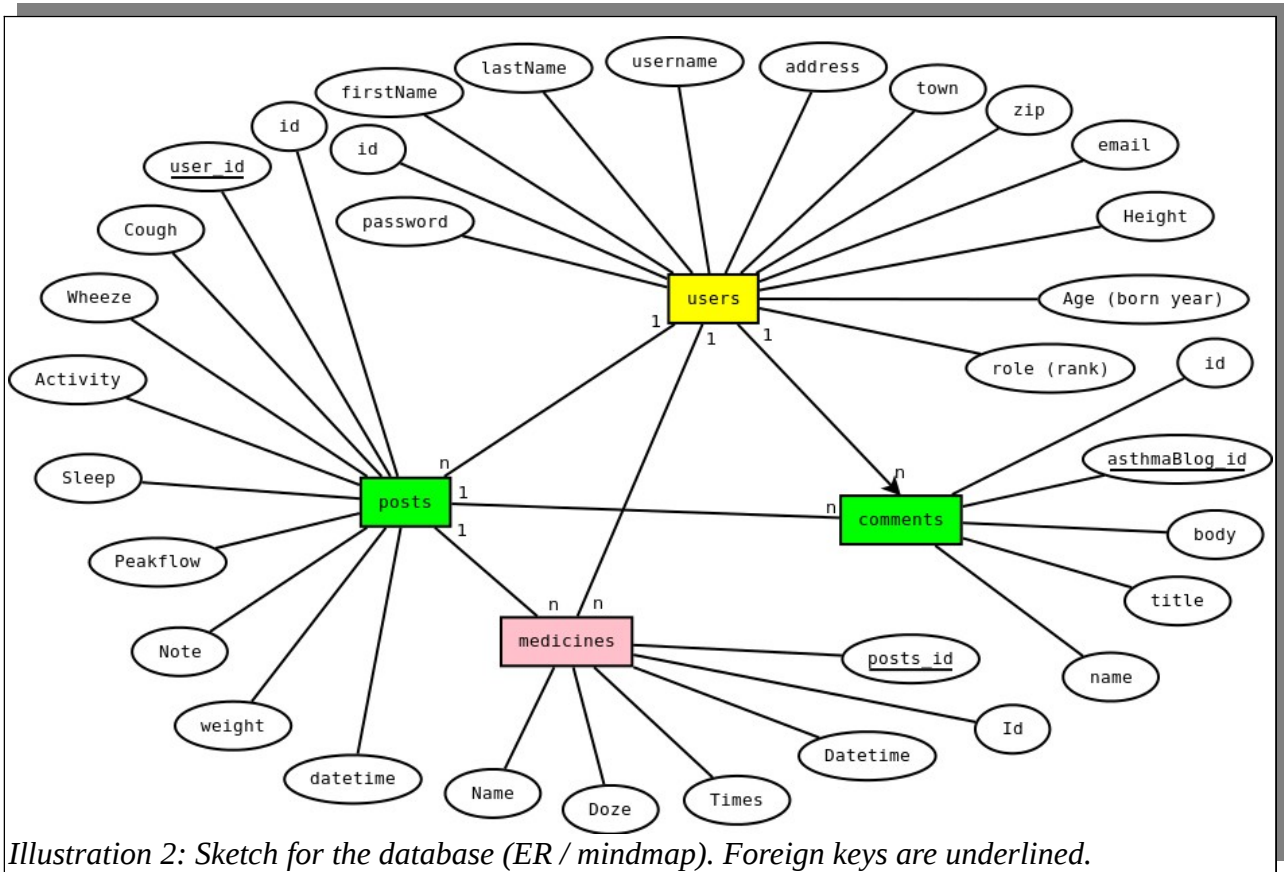 lastName
username
address
firstName
town
id
zip
id
email
user_id
password
Height
Cough
Wheeze
users
Age (born year)
1
1
1
role (rank)
id
Activity
n
n
asthmaBlog_id
Sleep
posts
1
n
comments
1
body
Peakflow
title
n
n
medicines
Note
posts_id
name
weight
Id
Datetime
datetime
Name
Doze
Times
Illustration 2: Sketch for the database (ER / mindmap). Foreign keys are underlined.